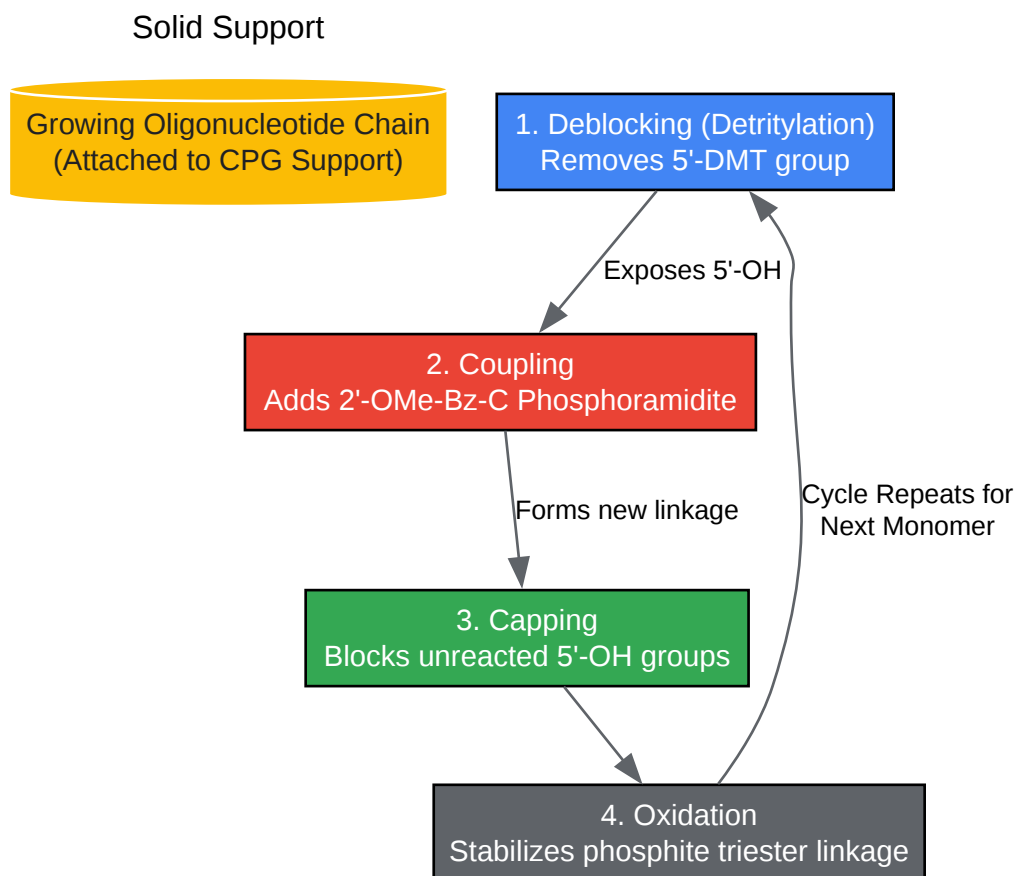 Solid Support
Growing Oligonucleotide Chain
(Attached to CPG Support)
1. Deblocking (Detritylation)
Removes 5'-DMT group
Exposes 5'-OH
2. Coupling
Adds 2'-OMe-Bz-C Phosphoramidite
Forms new linkage
Cycle Repeats for
Next Monomer
3. Capping
Blocks unreacted 5'-OH groups
4. Oxidation
Stabilizes phosphite triester linkage